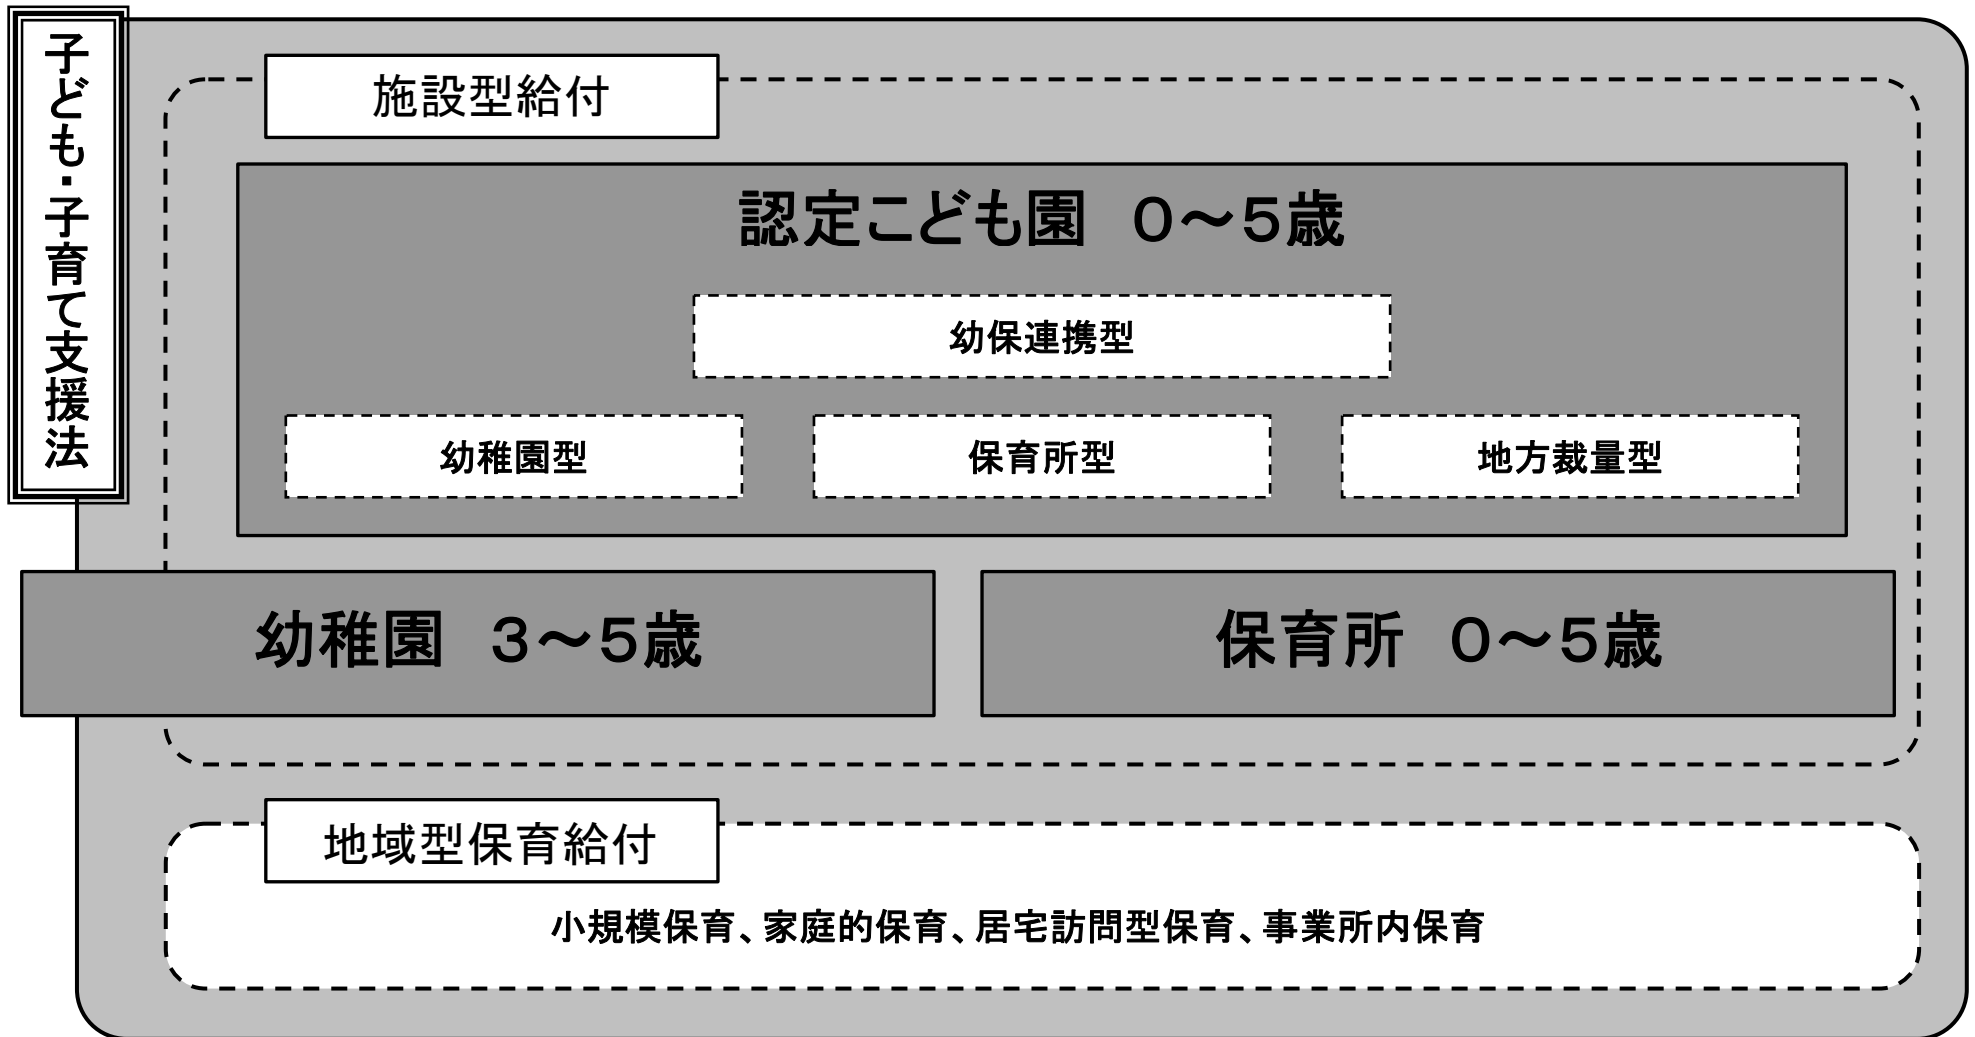 子ども・子育て支援法
施設型給付
認定こども園　０～５歳
幼保連携型
幼稚園型
保育所型
地方裁量型
幼稚園　３～５歳
保育所　０～５歳
地域型保育給付
小規模保育、家庭的保育、居宅訪問型保育、事業所内保育